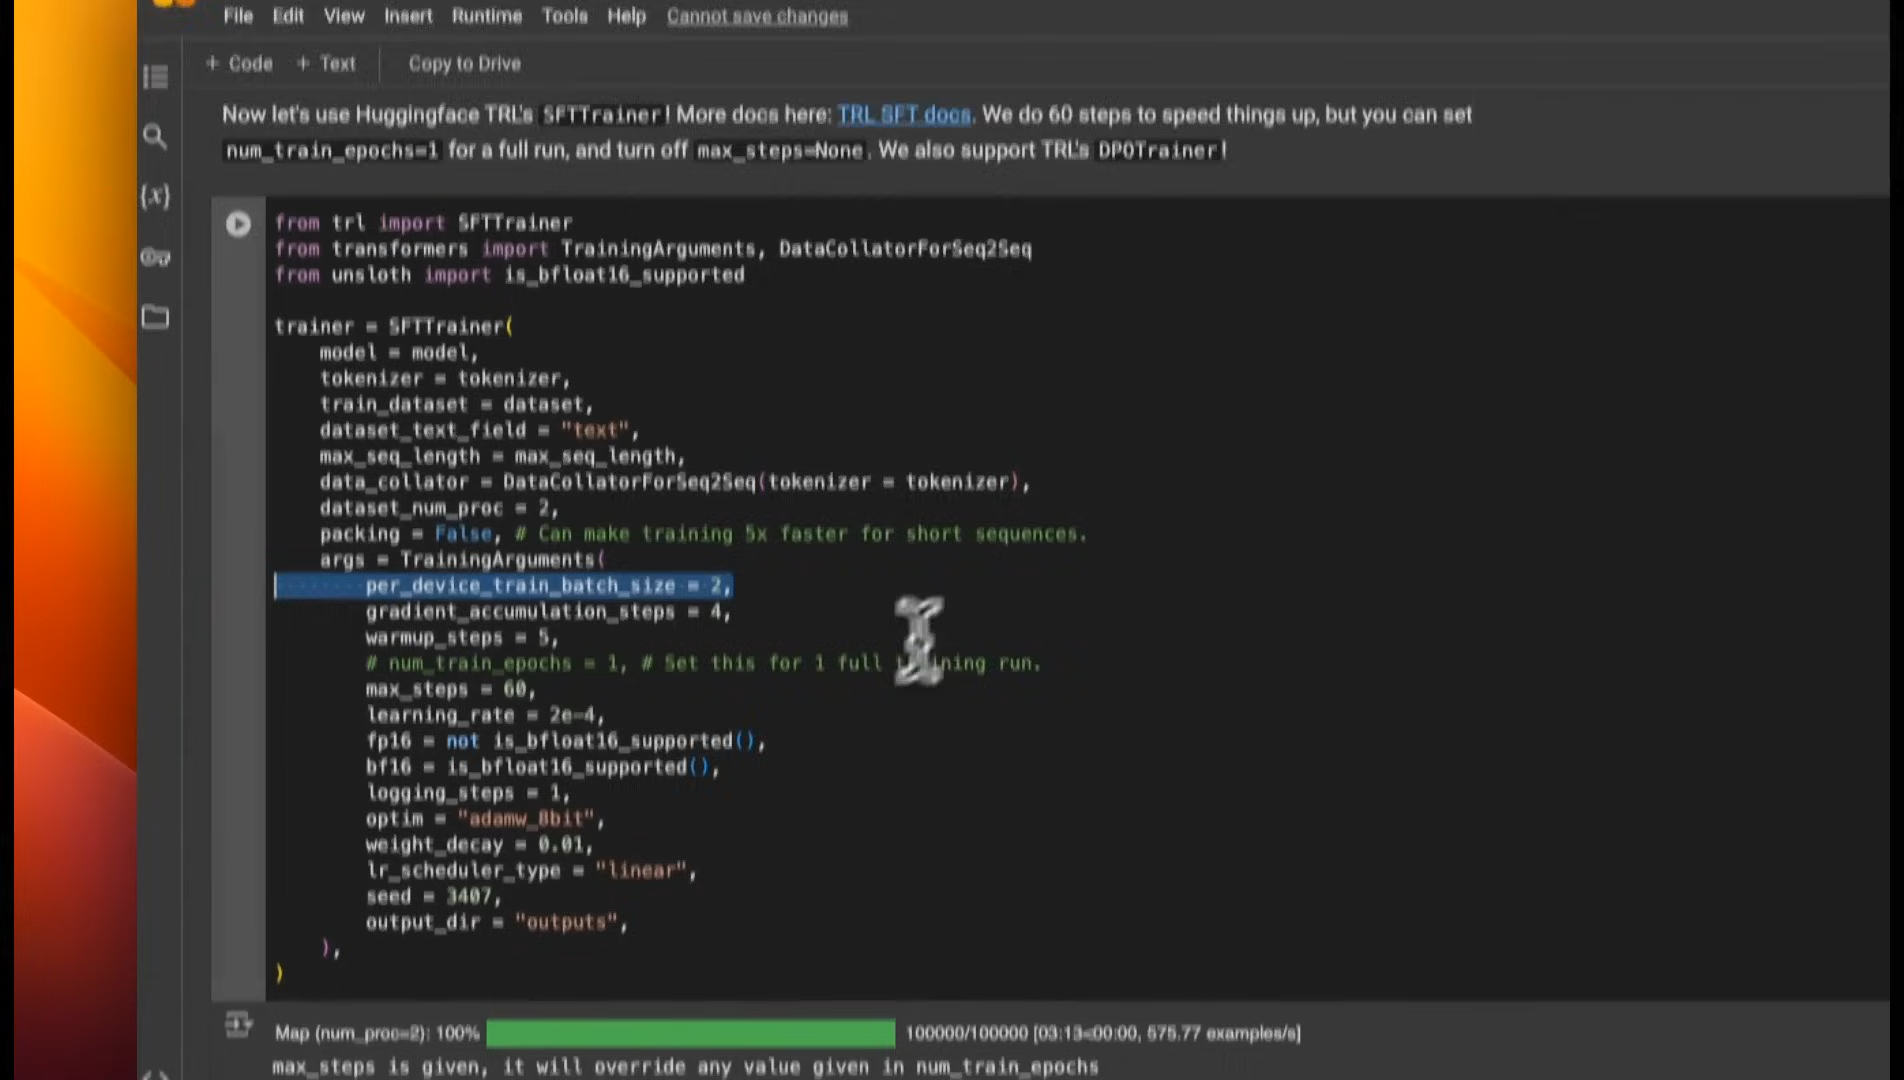 File Edit View Insert Runtime Tools Help Cannot save changes
+ Code + Text Copy to Drive
Now let's use Huggingface TRL's SFTTrainer! More docs here: TRL SFT docs. We do 60 steps to speed things up, but you can set
num_train_epochs=1 for a full run, and turn off max_steps=None. We also support TRL's DPOTrainer!
from trl import SFTTrainer
from transformers import TrainingArguments, DataCollatorForSeq2Seq
from unsloth import is_bfloat16_supported
trainer = SFTTrainer(
model = model,
tokenizer = tokenizer,
train_dataset = dataset,
dataset_text_field = "text",
max_seq_length = max_seq_length,
data_collator = DataCollatorForSeq2Seq(tokenizer = tokenizer),
dataset_num_proc = 2,
packing = False, # Can make training 5x faster for short sequences.
args = TrainingArguments(
per_device_train_batch_size = 2,
gradient_accumulation_steps = 4,
warmup_steps = 5,
# num_train_epochs = 1, # Set this for 1 full training run.
max_steps = 60,
learning_rate = 2e-4,
fp16 = not is_bfloat16_supported(),
bf16 = is_bfloat16_supported(),
logging_steps = 1,
optim = "adamw_8bit",
weight_decay = 0.01,
lr_scheduler_type = "linear",
seed = 3407,
output_dir = "outputs",
),
)
Map (num_proc=2): 100% 100000/100000 [03:13<00:00, 575.77 examples/s]
max_steps is given, it will override any value given in num_train_epochs